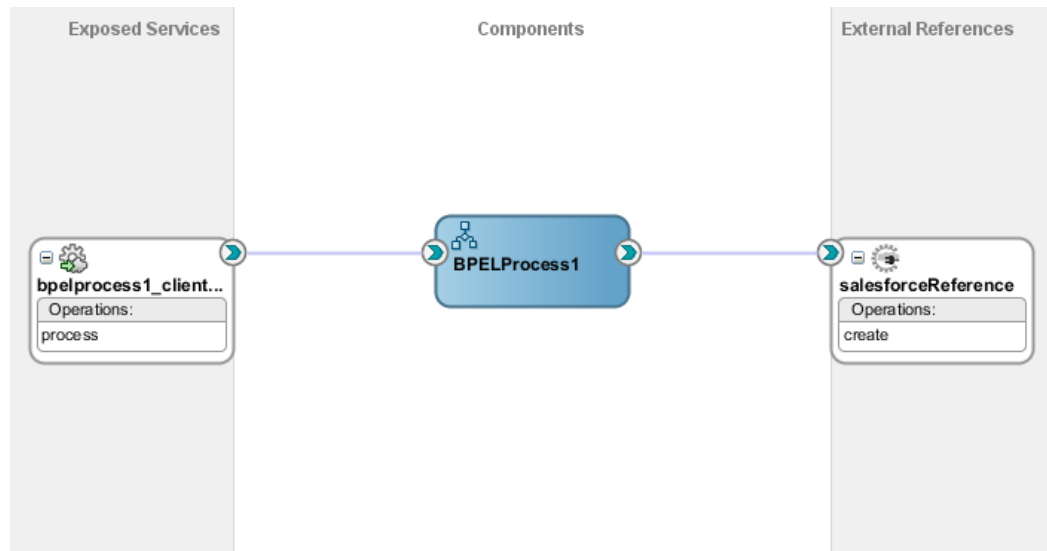 Exposed Services
Components
External References
bpelprocess1_client...
Operations:
process
BPELProcess1
salesforceReference
Operations:
create